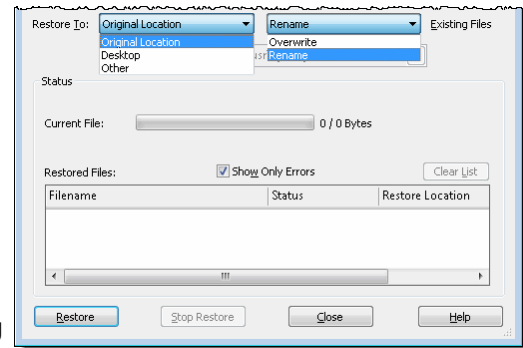 Restore To: Original Location Rename Existing Files
Original Location Overwrite
Desktop Rename
Other
Status
Current File: 0 / 0 Bytes
Restored Files: Show Only Errors Clear List
Filename Status Restore Location
Restore Stop Restore Close Help